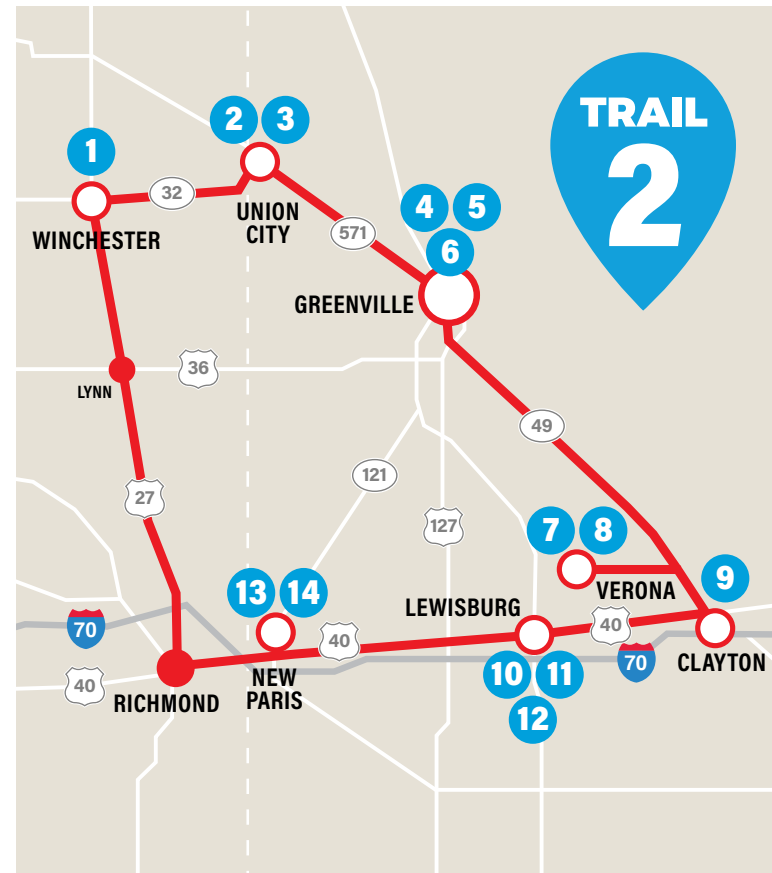 TRAIL
2
2
3
1
32
WINCHESTER
UNION
CITY
4
5
571
6
GREENVILLE
36
LYNN
49
121
27
127
7
8
9
VERONA
13
14
LEWISBURG
70
40
40
70
CLAYTON
40
RICHMOND
NEW
PARIS
10
11
12